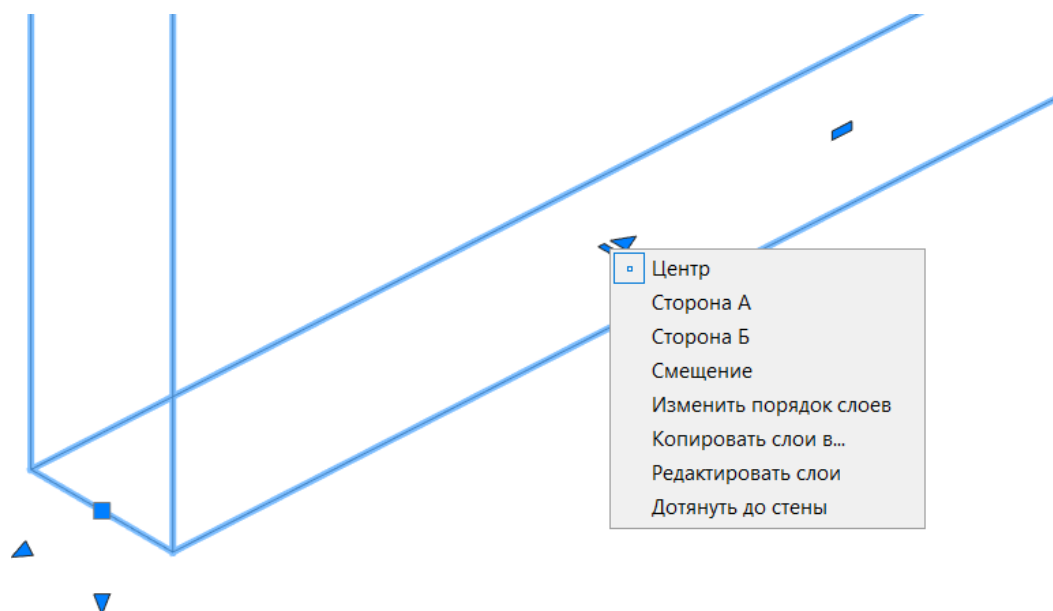 Центр
Сторона А
Сторона Б
Смещение
Изменить порядок слоев
Копировать слои в...
Редактировать слои
Дотянуть до стены